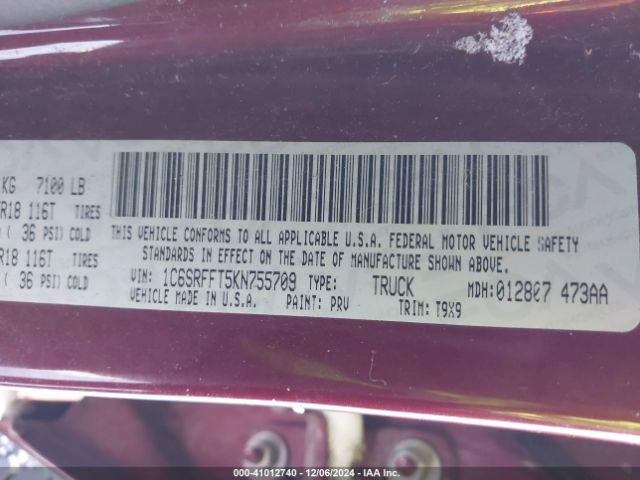 KG 7100 LB
R18 116T TIRES
( 36 PSI) COLD
R18 116T TIRES
( 36 PSI) COLD
THIS VEHICLE CONFORMS TO ALL APPLICABLE U.S.A. FEDERAL MOTOR VEHICLE SAFETY
STANDARDS IN EFFECT ON THE DATE OF MANUFACTURE SHOWN ABOVE.
VIN: 1C6SRFFT5KN755709 TYPE: TRUCK MDH: 012807 473AA
VEHICLE MADE IN U.S.A. PAINT: PRV TRIM: T9X9
000-41012740 - 12/06/2024 - IAA Inc.